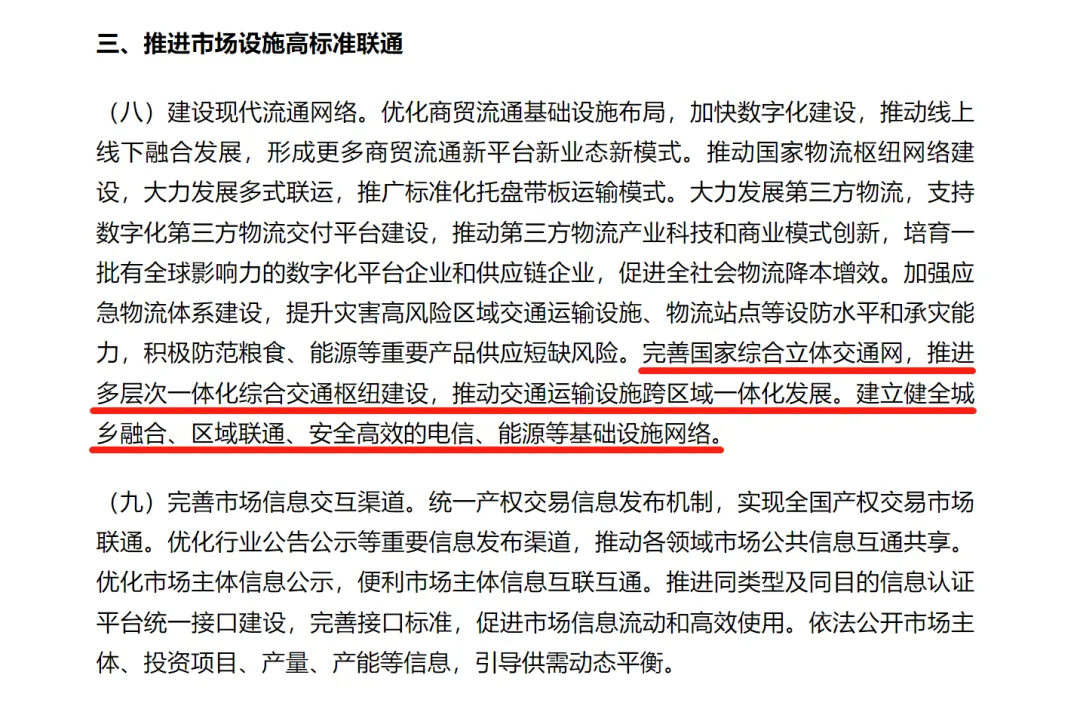 三、推进市场设施高标准联通
（八）建设现代流通网络。优化商贸流通基础设施布局，加快数字化建设，推动线上
线下融合发展，形成更多商贸流通新平台新业态新模式。推动国家物流枢纽网络建
设，大力发展多式联运，推广标准化托盘带板运输模式。大力发展第三方物流，支持
数字化第三方物流交付平台建设，推动第三方物流产业科技和商业模式创新，培育一
批有全球影响力的数字化平台企业和供应链企业，促进全社会物流降本增效。加强应
急物流体系建设，提升灾害高风险区域交通运输设施、物流站点等设防水平和承灾能
力，积极防范粮食、能源等重要产品供应短缺风险。完善国家综合立体交通网，推进
多层次一体化综合交通枢纽建设，推动交通运输设施跨区域一体化发展。建立健全城
乡融合、区域联通、安全高效的电信、能源等基础设施网络。
（九）完善市场信息交互渠道。统一产权交易信息发布机制，实现全国产权交易市场
联通。优化行业公告公示等重要信息发布渠道，推动各领域市场公共信息互通共享。
优化市场主体信息公示，便利市场主体信息互联互通。推进同类型及同目的信息认证
平台统一接口建设，完善接口标准，促进市场信息流动和高效使用。依法公开市场主
体、投资项目、产量、产能等信息，引导供需动态平衡。